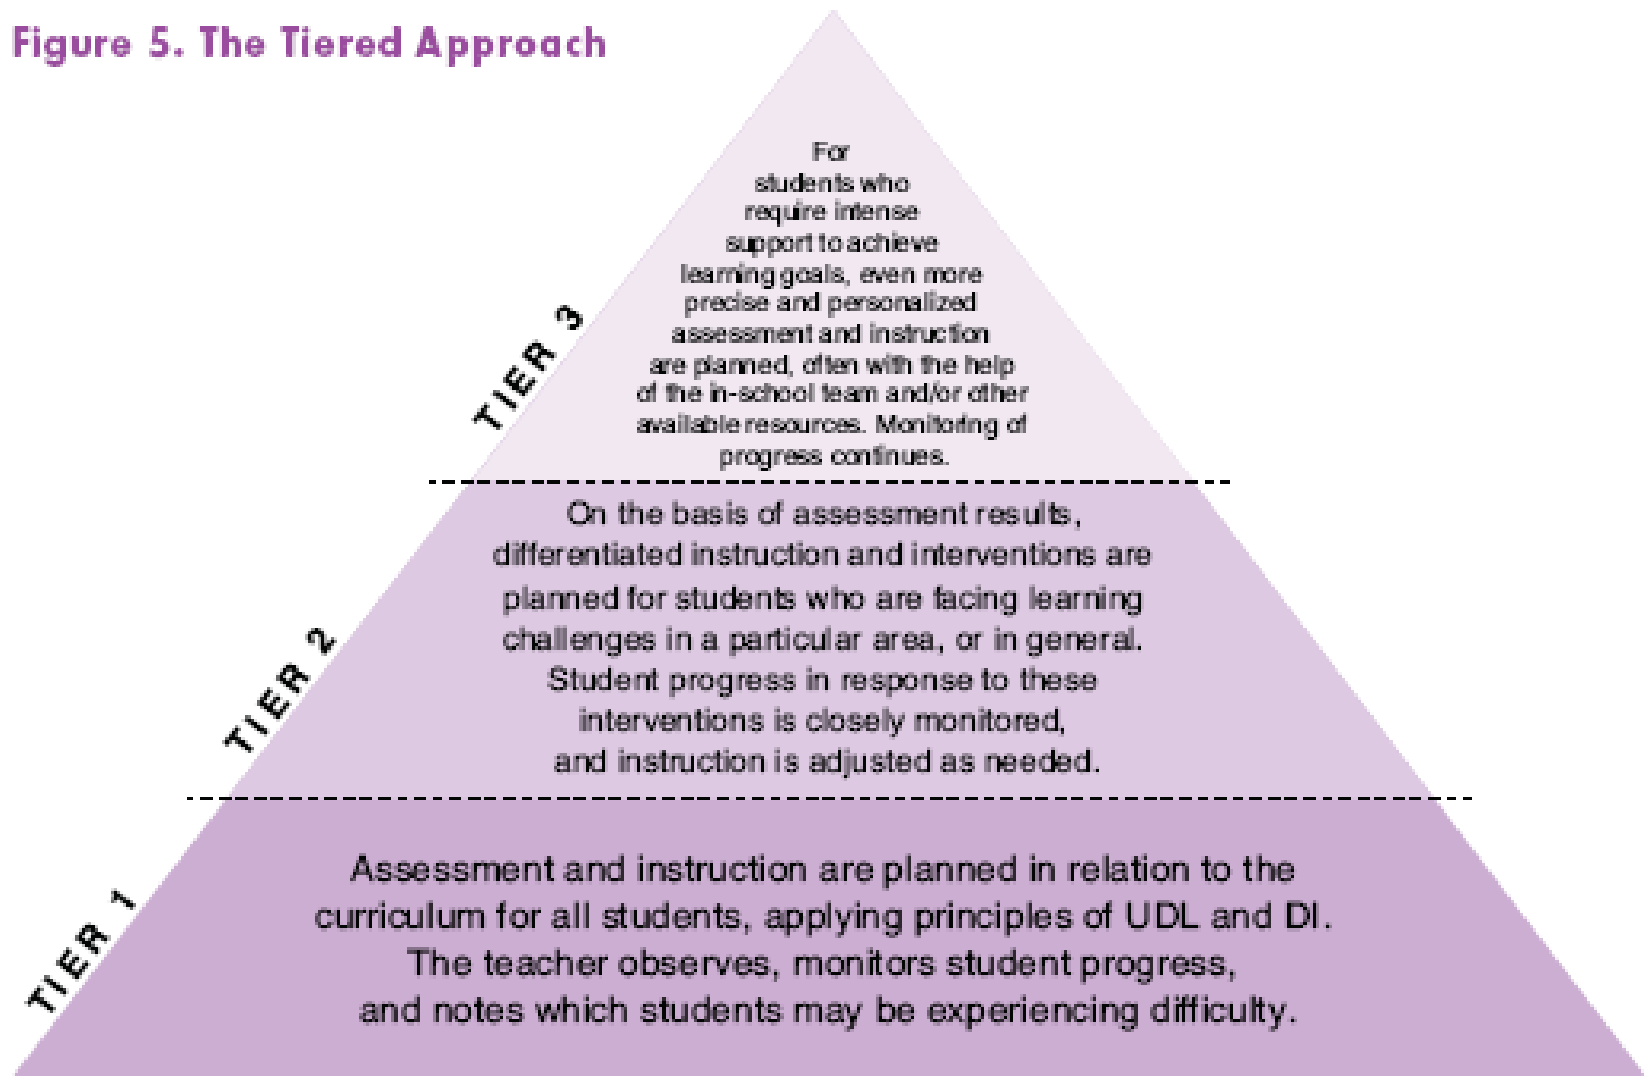 Figure 5. The Tiered Approach
For
students who
require intense
support to achieve
learning goals, even more
precise and personalized
assessment and instruction
are planned, often with the help
of the in-school team and/or other
available resources. Monitoring of
progress continues.
TIER 3
On the basis of assessment results,
differentiated instruction and interventions are
planned for students who are facing learning
challenges in a particular area, or in general.
Student progress in response to these
interventions is closely monitored,
and instruction is adjusted as needed.
TIER 2
Assessment and instruction are planned in relation to the
curriculum for all students, applying principles of UDL and DI.
The teacher observes, monitors student progress,
and notes which students may be experiencing difficulty.
TIER 1